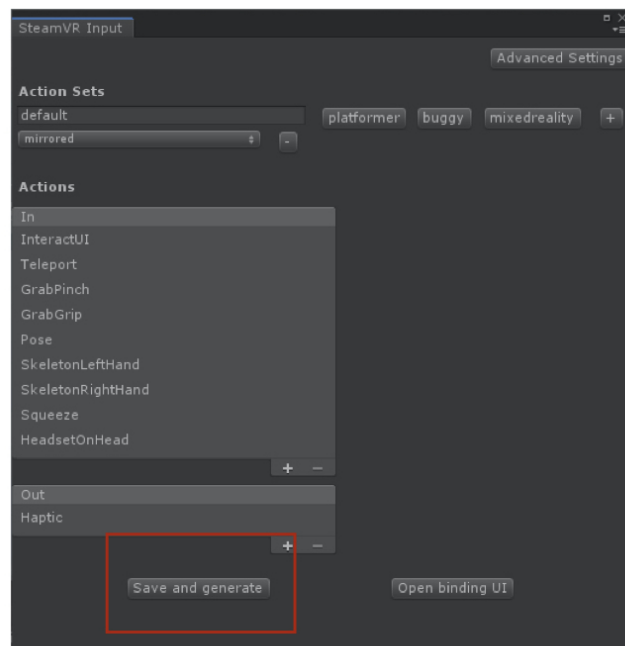 SteamVR Input
Advanced Settings
Action Sets
default platformer buggy mixedreality +
mirrored -
Actions
In
InteractUI
Teleport
GrabPinch
GrabGrip
Pose
SkeletonLeftHand
SkeletonRightHand
Squeeze
HeadsetOnHead
+ −
Out
Haptic
+ −
Save and generate Open binding UI